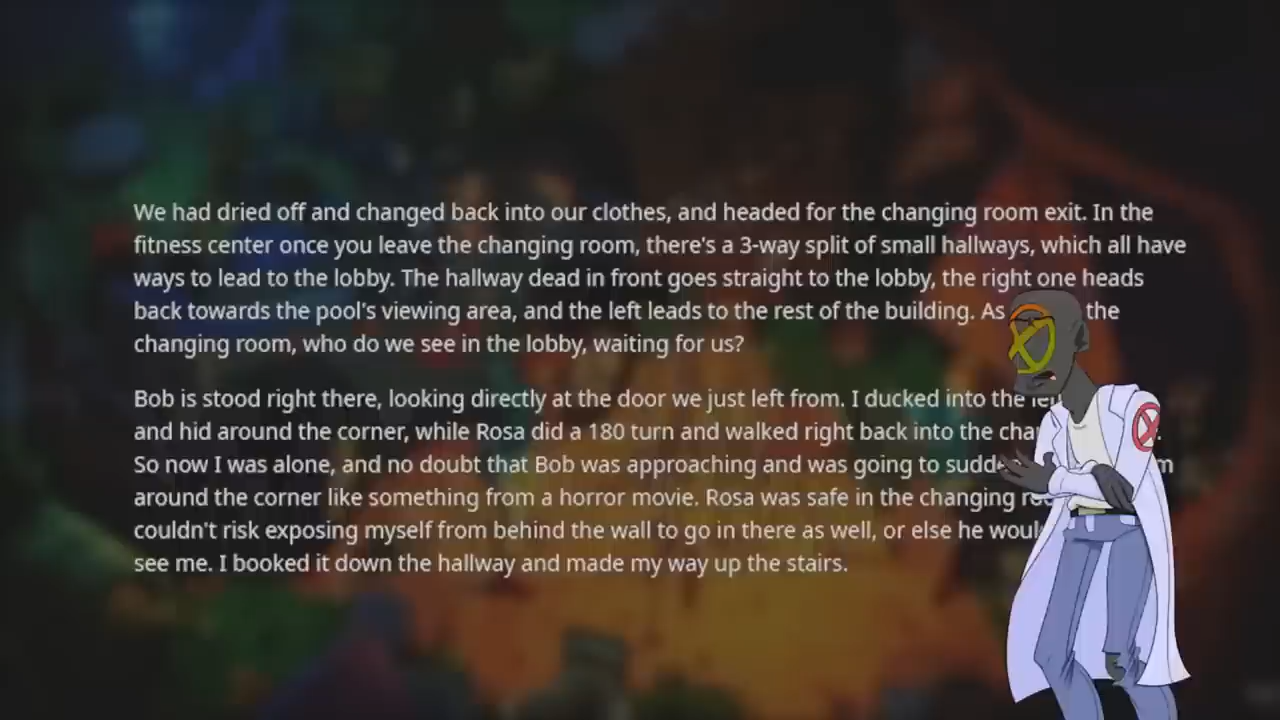 We had dried off and changed back into our clothes, and headed for the changing room exit. In the
fitness center once you leave the changing room, there's a 3-way split of small hallways, which all have
ways to lead to the lobby. The hallway dead in front goes straight to the lobby, the right one heads
back towards the pool's viewing area, and the left leads to the rest of the building. As the
changing room, who do we see in the lobby, waiting for us?
Bob is stood right there, looking directly at the door we just left from. I ducked into the
and hid around the corner, while Rosa did a 180 turn and walked right back into the
So now I was alone, and no doubt that Bob was approaching and was going to
around the corner like something from a horror movie. Rosa was safe in the changing
couldn't risk exposing myself from behind the wall to go in there as well, or else he
see me. I booked it down the hallway and made my way up the stairs.